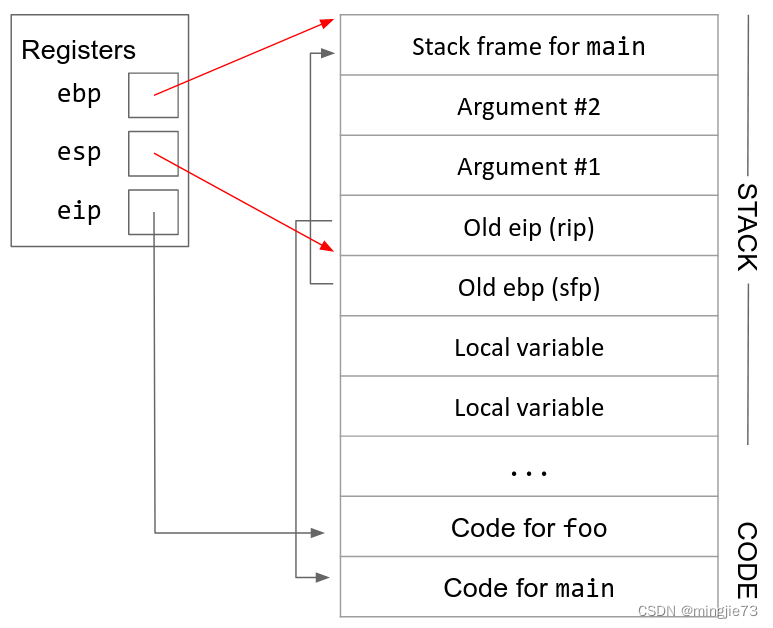 Registers
ebp
esp
eip
Stack frame for main
Argument #2
Argument #1
Old eip (rip)
Old ebp (sfp)
Local variable
Local variable
...
Code for foo
Code for main
STACK
CODE
CSDN @mingjie73